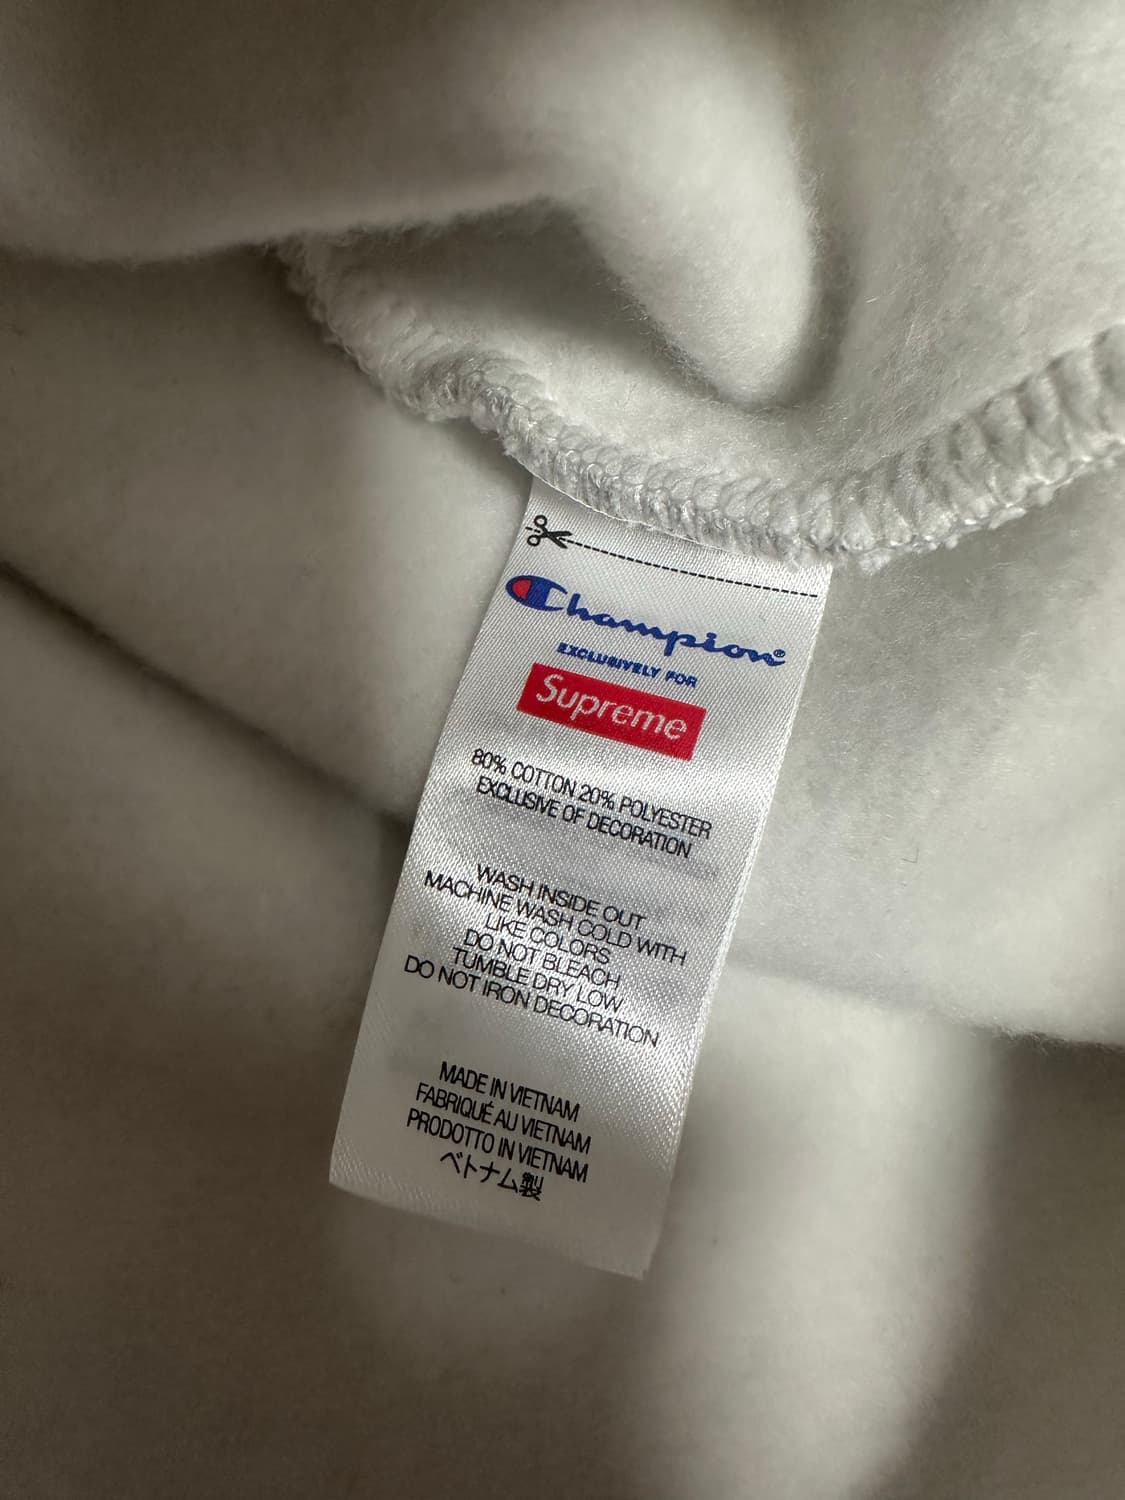 Champion®
EXCLUSIVELY FOR
Supreme
80% COTTON 20% POLYESTER
EXCLUSIVE OF DECORATION
WASH INSIDE OUT
MACHINE WASH COLD WITH
LIKE COLORS
DO NOT BLEACH
TUMBLE DRY LOW
DO NOT IRON DECORATION
MADE IN VIETNAM
FABRIQUÉ AU VIETNAM
PRODOTTO IN VIETNAM
ベトナム製